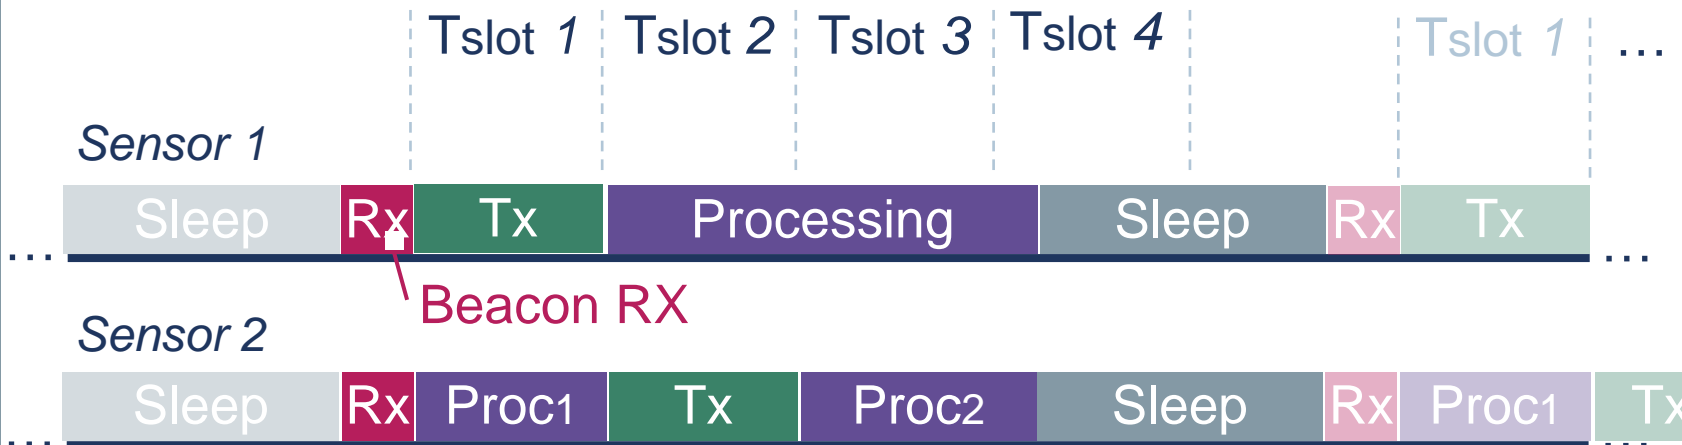 Tslot 1 Tslot 2 Tslot 3 Tslot 4 Tslot 1 ...
Sensor 1
Sleep Rx Tx Processing Sleep Rx Tx
... ...
Beacon RX
Sensor 2
Sleep Rx Proc1 Tx Proc2 Sleep Rx Proc1 Tx
... ...